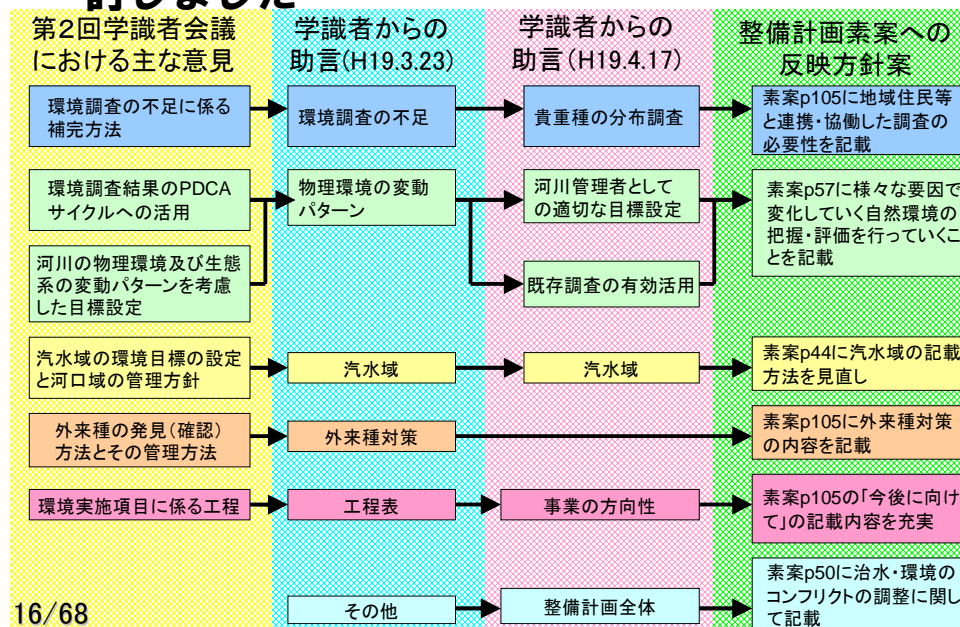 討しました
第2回学識者会議
における主な意見
学識者からの
助言(H19.3.23)
学識者からの
助言(H19.4.17)
整備計画素案への
反映方針案
環境調査の不足に係る
補完方法
環境調査の不足
貴重種の分布調査
素案p105に地域住民等
と連携・協働した調査の
必要性を記載
環境調査結果のPDCA
サイクルへの活用
河川の物理環境及び生態
系の変動パターンを考慮
した目標設定
物理環境の変動
パターン
河川管理者として
の適切な目標設定
既存調査の有効活用
素案p57に様々な要因で
変化していく自然環境の
把握・評価を行っていくこ
とを記載
汽水域の環境目標の設定
と河口域の管理方針
汽水域
汽水域
素案p44に汽水域の記載
方法を見直し
外来種の発見(確認)
方法とその管理方法
外来種対策
素案p105に外来種対策
の内容を記載
環境実施項目に係る工程
工程表
事業の方向性
素案p105の「今後に向け
て」の記載内容を充実
その他
整備計画全体
素案p50に治水・環境の
コンフリクトの調整に関し
て記載
16/68